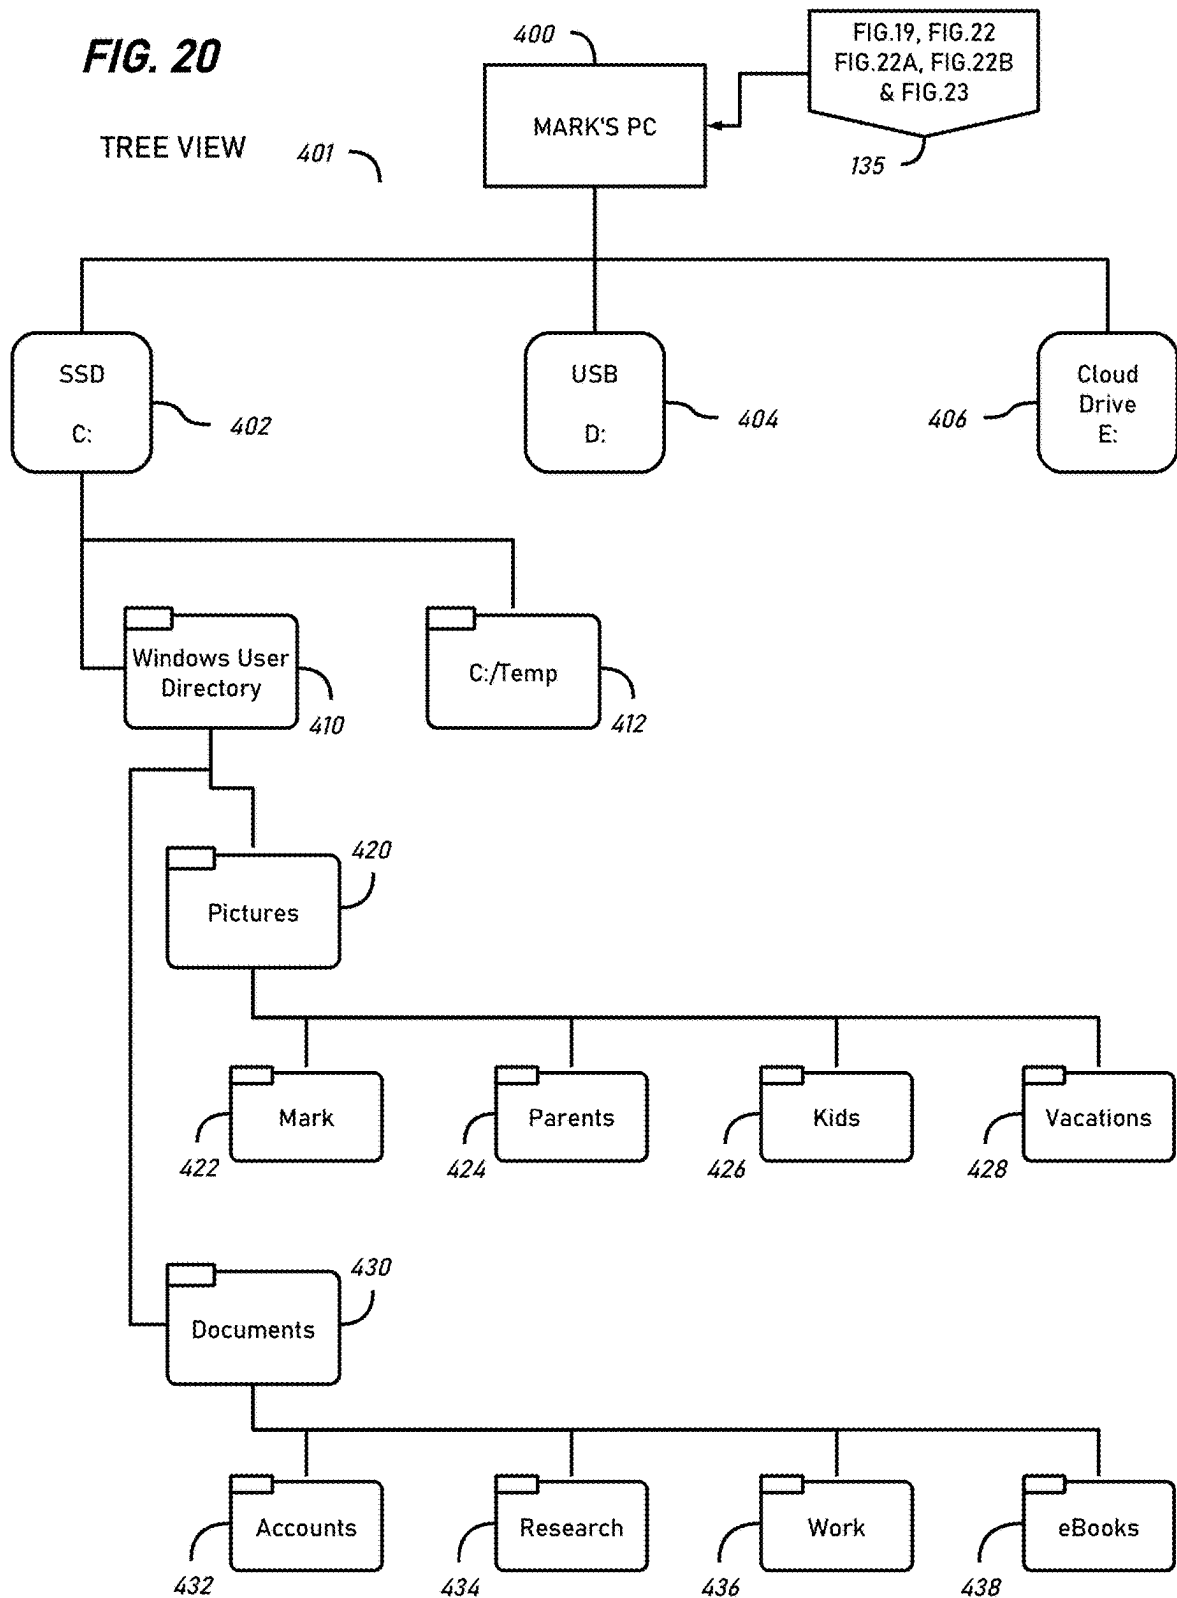 FIG. 20
400
FIG.19, FIG.22
FIG.22A, FIG.22B
& FIG.23
MARK'S PC
TREE VIEW
401
135
SSD
C:
402
USB
D:
404
406
Cloud
Drive
E:
Windows User
Directory
410
C:/Temp
412
420
Pictures
Mark
422
Parents
424
Kids
426
Vacations
428
430
Documents
Accounts
432
Research
434
Work
436
eBooks
438